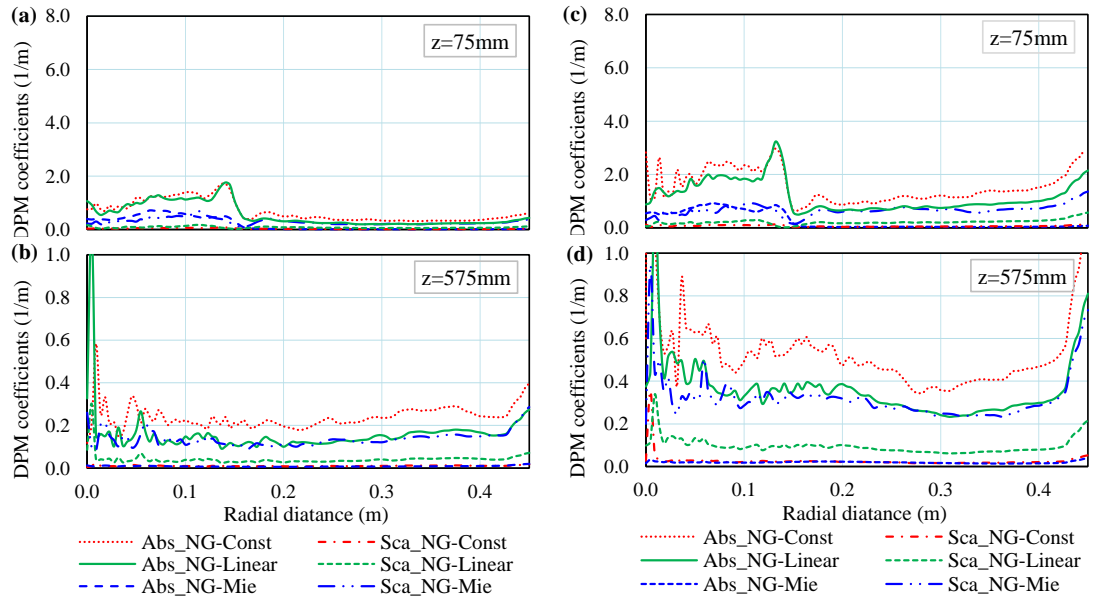 (a)
z=75mm
DPM coefficients (1/m)
8.0
6.0
4.0
2.0
0.0
(c)
z=75mm
DPM coefficients (1/m)
8
6
4
2
0
(b)
z=575mm
DPM coefficients (1/m)
1.0
0.8
0.6
0.4
0.2
0.0
0.0 0.1 0.2 0.3 0.4
Radial diatance (m)
(d)
z=575mm
DPM coefficients (1/m)
1.0
0.8
0.6
0.4
0.2
0.0
0.0 0.1 0.2 0.3 0.4
Radial diatance (m)
Abs_NG-Const Sca_NG-Const
Abs_NG-Linear Sca_NG-Linear
Abs_NG-Mie Sca_NG-Mie
Abs_NG-Const Sca_NG-Const
Abs_NG-Linear Sca_NG-Linear
Abs_NG-Mie Sca_NG-Mie